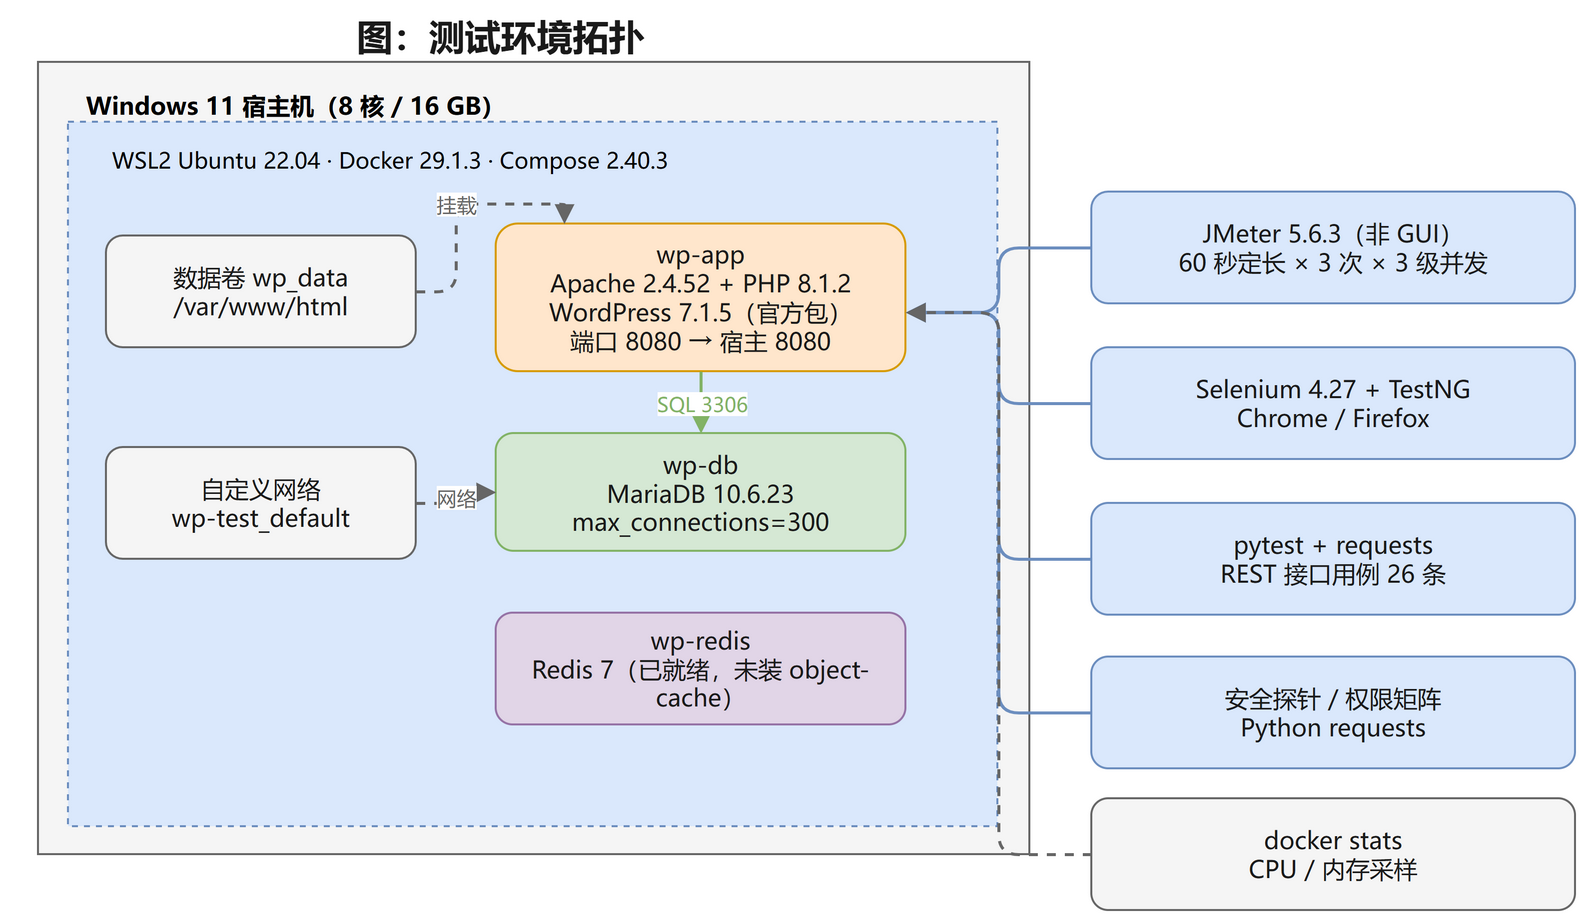 图：测试环境拓扑
Windows 11 宿主机（8 核 / 16 GB）
WSL2 Ubuntu 22.04 · Docker 29.1.3 · Compose 2.40.3
挂载
数据卷 wp_data
/var/www/html
wp-app
Apache 2.4.52 + PHP 8.1.2
WordPress 7.1.5（官方包）
端口 8080 → 宿主 8080
SQL 3306
自定义网络
wp-test_default
网络
wp-db
MariaDB 10.6.23
max_connections=300
wp-redis
Redis 7（已就绪，未装 object-
cache）
JMeter 5.6.3（非 GUI）
60 秒定长 × 3 次 × 3 级并发
Selenium 4.27 + TestNG
Chrome / Firefox
pytest + requests
REST 接口用例 26 条
安全探针 / 权限矩阵
Python requests
docker stats
CPU / 内存采样